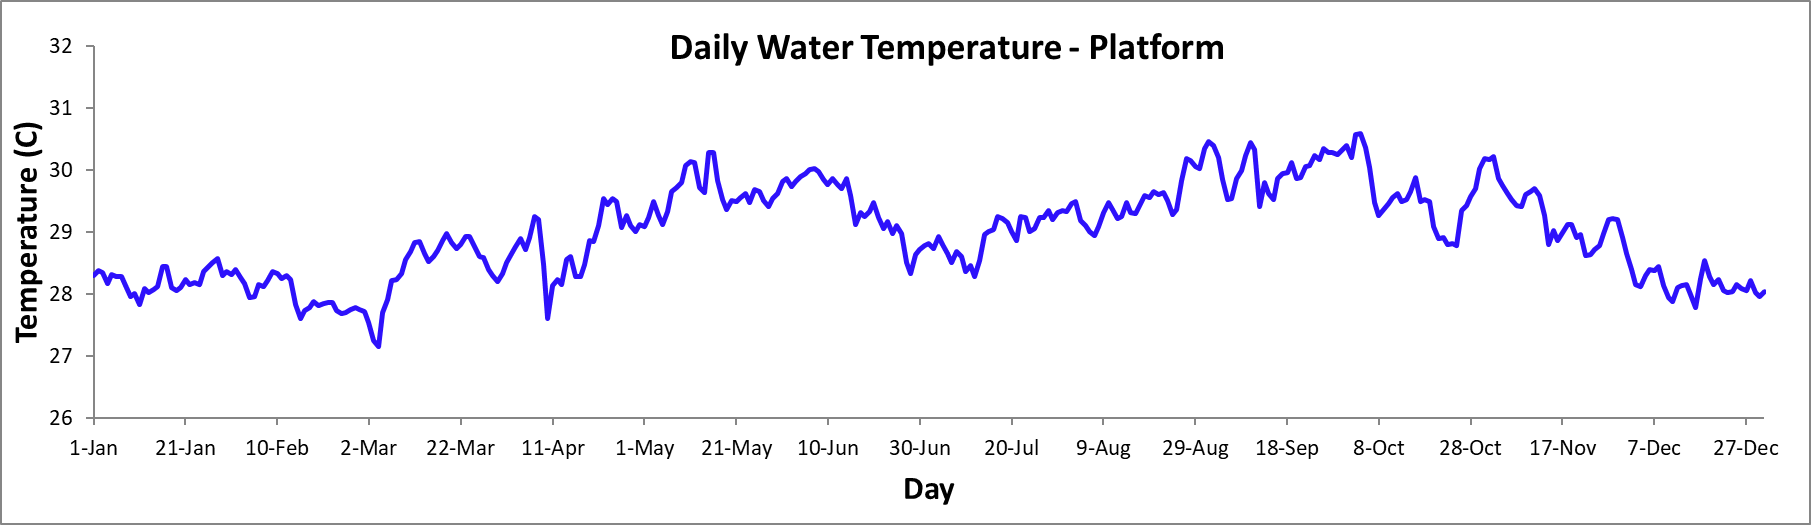 Daily Water Temperature - Platform
Temperature (C)
32
31
30
29
28
27
26
1-Jan 21-Jan 10-Feb 2-Mar 22-Mar 11-Apr 1-May 21-May 10-Jun 30-Jun 20-Jul 9-Aug 29-Aug 18-Sep 8-Oct 28-Oct 17-Nov 7-Dec 27-Dec
Day